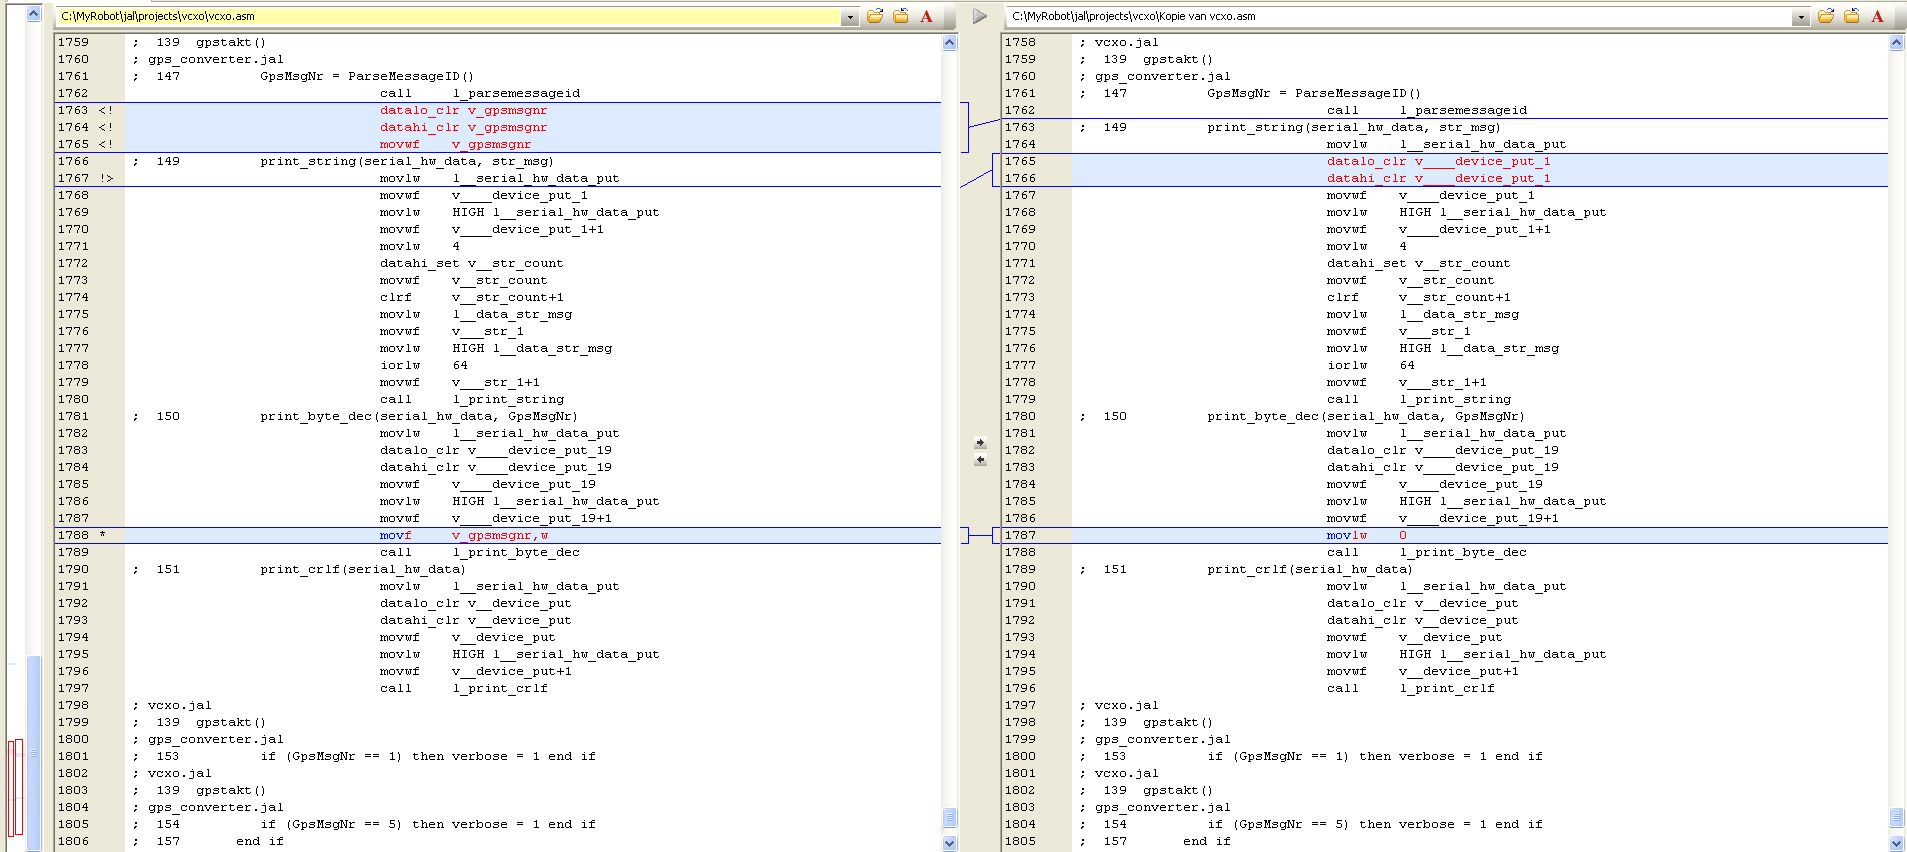 C:\MyRobot\jal\projects\vcxo\vcxo.asm
1759 ;  139  gpstakt()
1760 ; gps_converter.jal
1761 ;  147          GpsMsgNr = ParseMessageID()
1762 call     l_parsemessageid
1763 <! datalo_clr v_gpsmsgnr
1764 <! datahi_clr v_gpsmsgnr
1765 <! movwf    v_gpsmsgnr
1766 ;  149          print_string(serial_hw_data, str_msg)
1767 !> movlw    l__serial_hw_data_put
1768 movwf    v____device_put_1
1769 movlw    HIGH l__serial_hw_data_put
1770 movwf    v____device_put_1+1
1771 movlw    4
1772 datahi_set v__str_count
1773 movwf    v__str_count
1774 clrf     v__str_count+1
1775 movlw    l__data_str_msg
1776 movwf    v___str_1
1777 movlw    HIGH l__data_str_msg
1778 iorlw    64
1779 movwf    v___str_1+1
1780 call     l_print_string
1781 ;  150          print_byte_dec(serial_hw_data, GpsMsgNr)
1782 movlw    l__serial_hw_data_put
1783 datalo_clr v____device_put_19
1784 datahi_clr v____device_put_19
1785 movwf    v____device_put_19
1786 movlw    HIGH l__serial_hw_data_put
1787 movwf    v____device_put_19+1
1788 * movf     v_gpsmsgnr,w
1789 call     l_print_byte_dec
1790 ;  151          print_crlf(serial_hw_data)
1791 movlw    l__serial_hw_data_put
1792 datalo_clr v__device_put
1793 datahi_clr v__device_put
1794 movwf    v__device_put
1795 movlw    HIGH l__serial_hw_data_put
1796 movwf    v__device_put+1
1797 call     l_print_crlf
1798 ; vcxo.jal
1799 ;  139  gpstakt()
1800 ; gps_converter.jal
1801 ;  153          if (GpsMsgNr == 1) then verbose = 1 end if
1802 ; vcxo.jal
1803 ;  139  gpstakt()
1804 ; gps_converter.jal
1805 ;  154          if (GpsMsgNr == 5) then verbose = 1 end if
1806 ;  157       end if
C:\MyRobot\jal\projects\vcxo\Kopie van vcxo.asm
1758 ; vcxo.jal
1759 ;  139  gpstakt()
1760 ; gps_converter.jal
1761 ;  147          GpsMsgNr = ParseMessageID()
1762 call     l_parsemessageid
1763 ;  149          print_string(serial_hw_data, str_msg)
1764 movlw    l__serial_hw_data_put
1765 datalo_clr v____device_put_1
1766 datahi_clr v____device_put_1
1767 movwf    v____device_put_1
1768 movlw    HIGH l__serial_hw_data_put
1769 movwf    v____device_put_1+1
1770 movlw    4
1771 datahi_set v__str_count
1772 movwf    v__str_count
1773 clrf     v__str_count+1
1774 movlw    l__data_str_msg
1775 movwf    v___str_1
1776 movlw    HIGH l__data_str_msg
1777 iorlw    64
1778 movwf    v___str_1+1
1779 call     l_print_string
1780 ;  150          print_byte_dec(serial_hw_data, GpsMsgNr)
1781 movlw    l__serial_hw_data_put
1782 datalo_clr v____device_put_19
1783 datahi_clr v____device_put_19
1784 movwf    v____device_put_19
1785 movlw    HIGH l__serial_hw_data_put
1786 movwf    v____device_put_19+1
1787 movlw    0
1788 call     l_print_byte_dec
1789 ;  151          print_crlf(serial_hw_data)
1790 movlw    l__serial_hw_data_put
1791 datalo_clr v__device_put
1792 datahi_clr v__device_put
1793 movwf    v__device_put
1794 movlw    HIGH l__serial_hw_data_put
1795 movwf    v__device_put+1
1796 call     l_print_crlf
1797 ; vcxo.jal
1798 ;  139  gpstakt()
1799 ; gps_converter.jal
1800 ;  153          if (GpsMsgNr == 1) then verbose = 1 end if
1801 ; vcxo.jal
1802 ;  139  gpstakt()
1803 ; gps_converter.jal
1804 ;  154          if (GpsMsgNr == 5) then verbose = 1 end if
1805 ;  157       end if